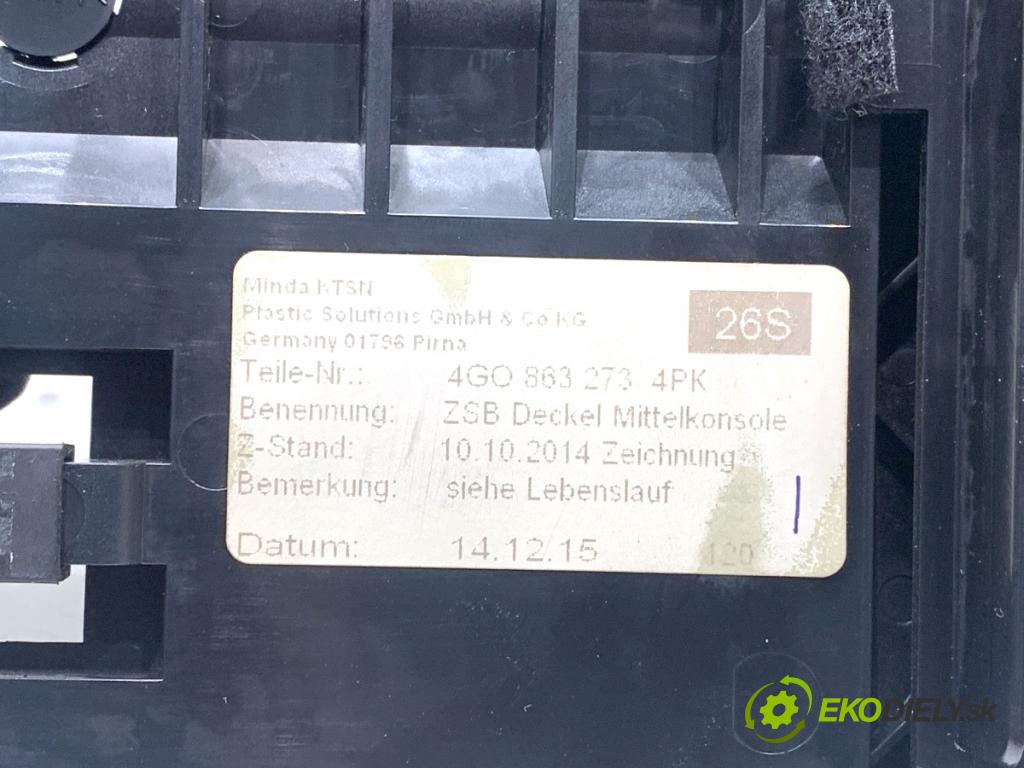 Minda KTSN
Plastic Solutions GmbH & Co KG
Germany 01796 Pirna
26S
Teile-Nr.: 4GO 863 273 4PK
Benennung: ZSB Deckel Mittelkonsole
Z-Stand: 10.10.2014 Zeichnung
Bemerkung: siehe Lebenslauf
Datum: 14.12.15 120
EKODIELY.sk